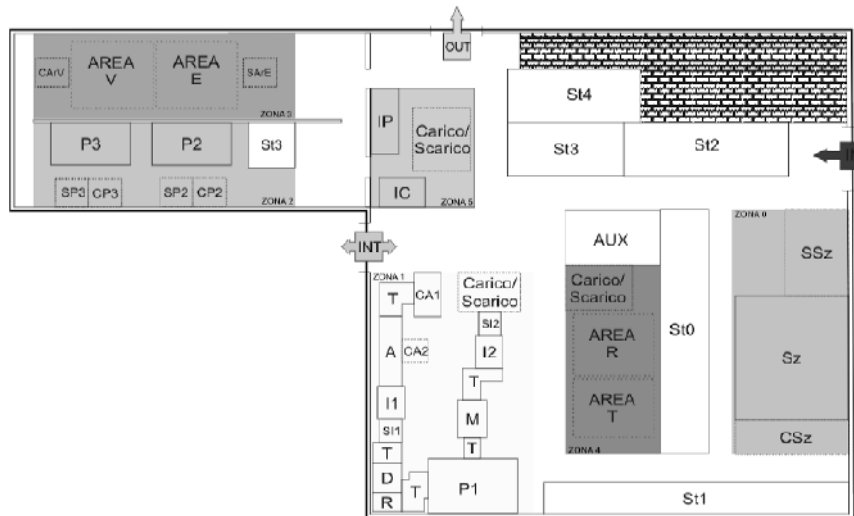 OUT
CArV
AREA
V
AREA
E
SArE
ZONA 3
P3
P2
St3
SP3
CP3
SP2
CP2
ZONA 2
IP
Carico/
Scarico
IC
ZONA 5
St4
St3
St2
INT
ZONA 1
T
CA1
A
CA2
I1
SI1
T
D
R
T
Carico/
Scarico
SI2
I2
T
M
T
P1
AUX
Carico/
Scarico
AREA
R
AREA
T
ZONA 4
St0
ZONA 0
SSz
Sz
CSz
St1